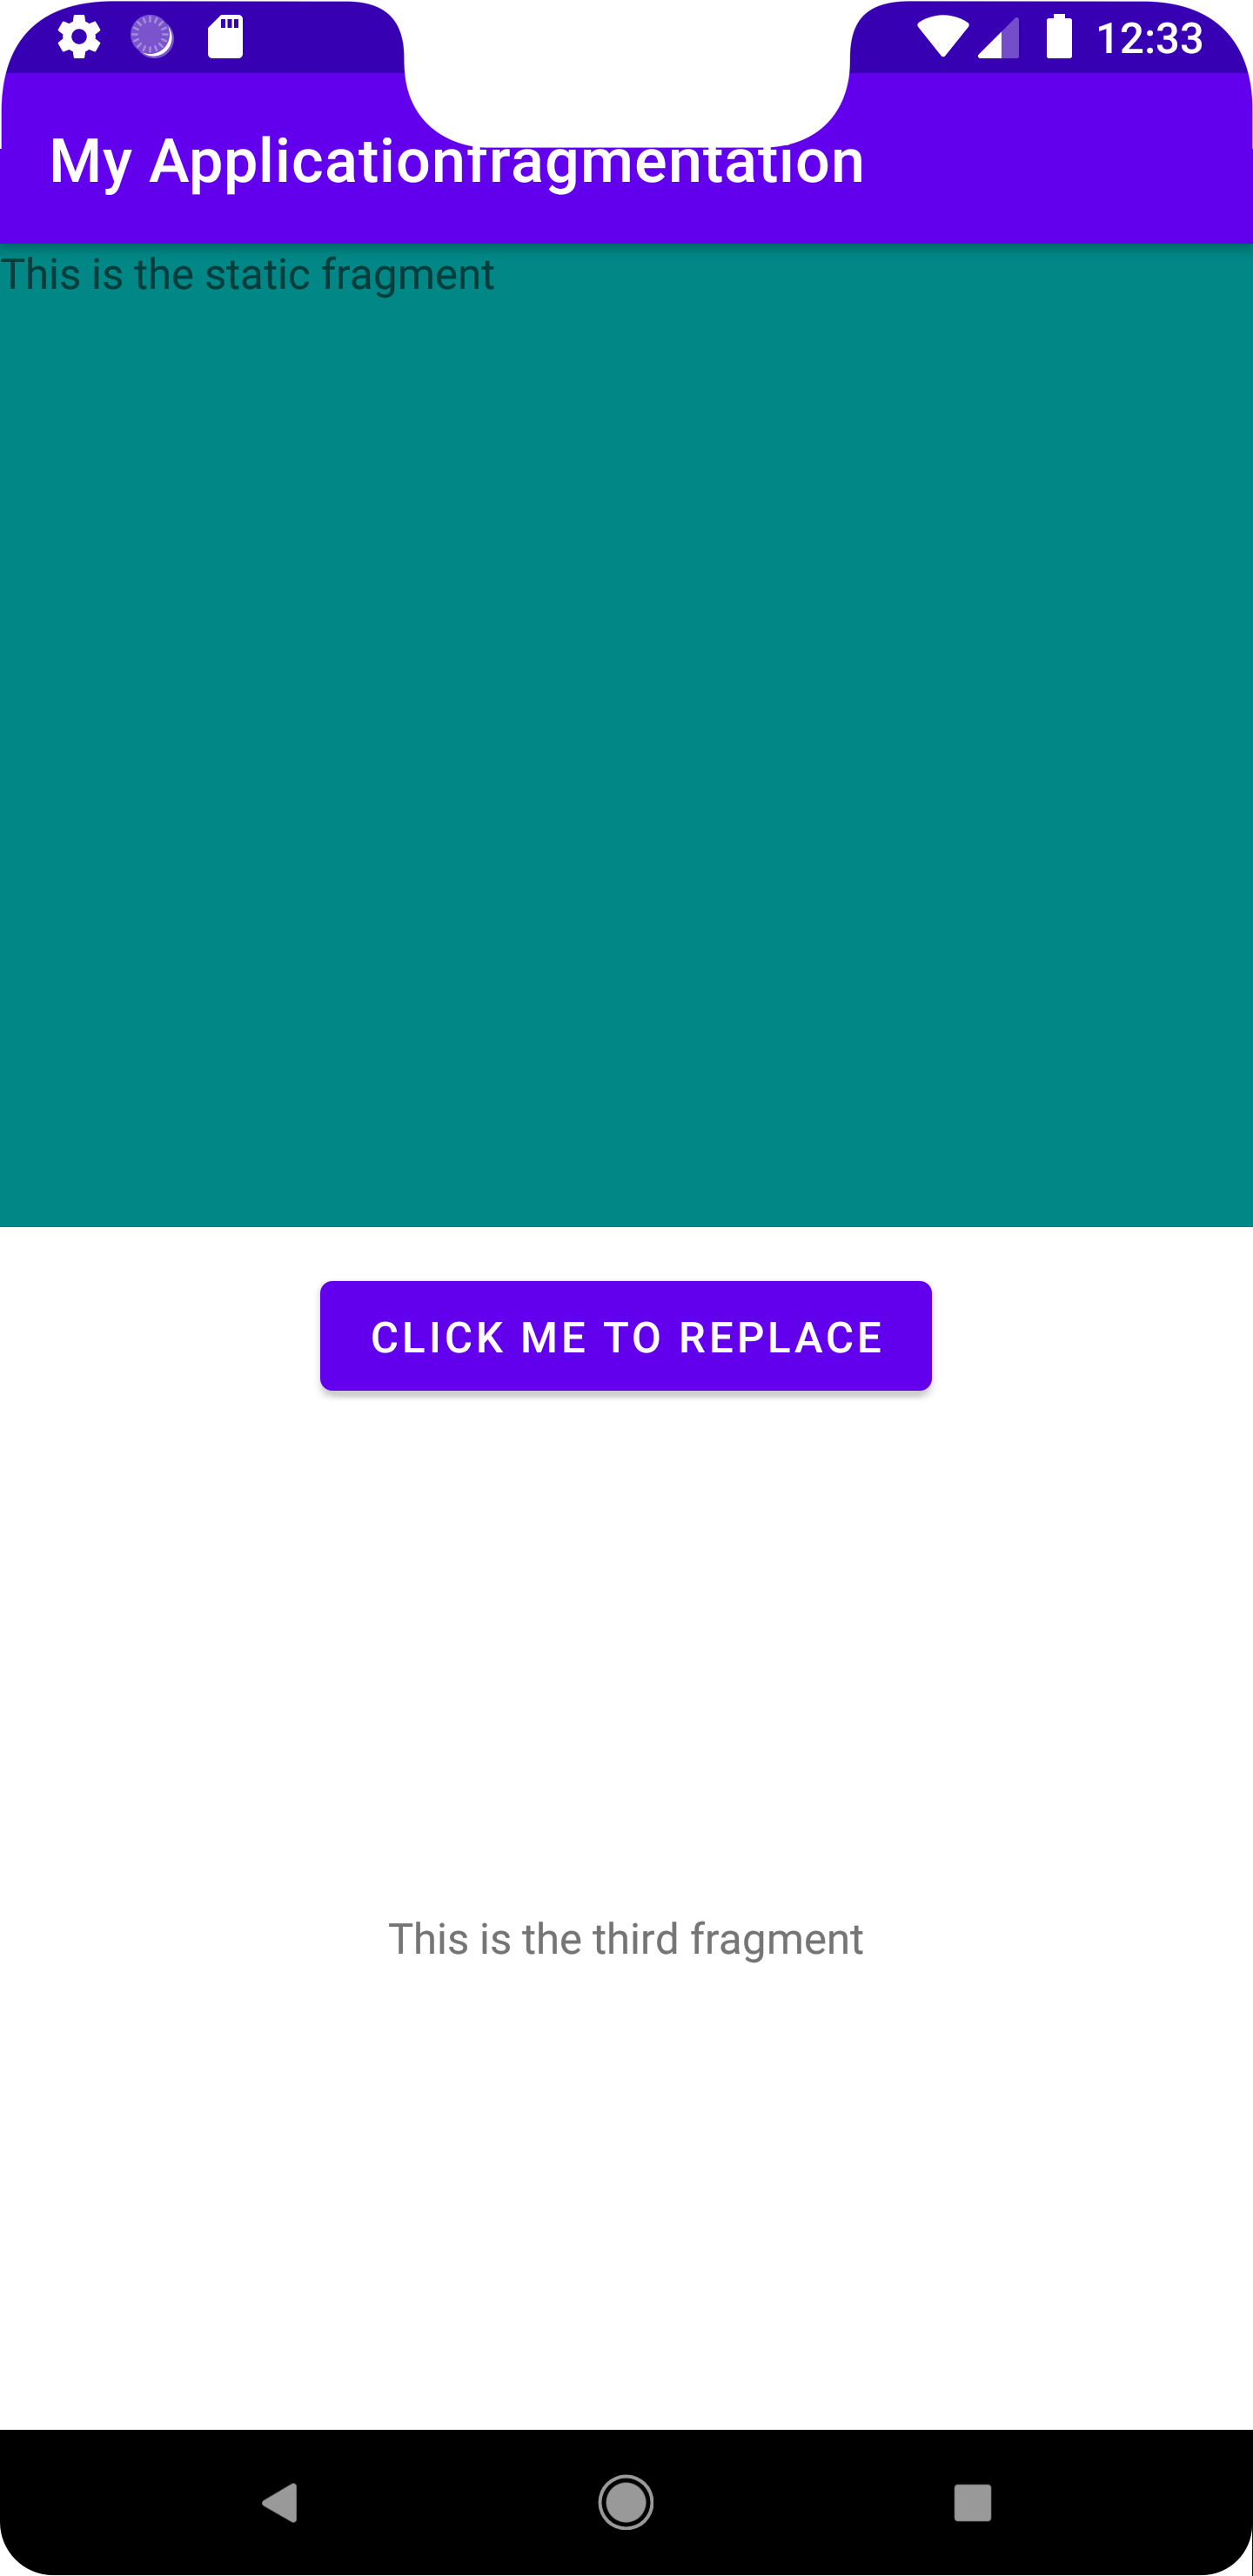 12:33
My Applicationfragmentation
This is the static fragment
CLICK ME TO REPLACE
This is the third fragment